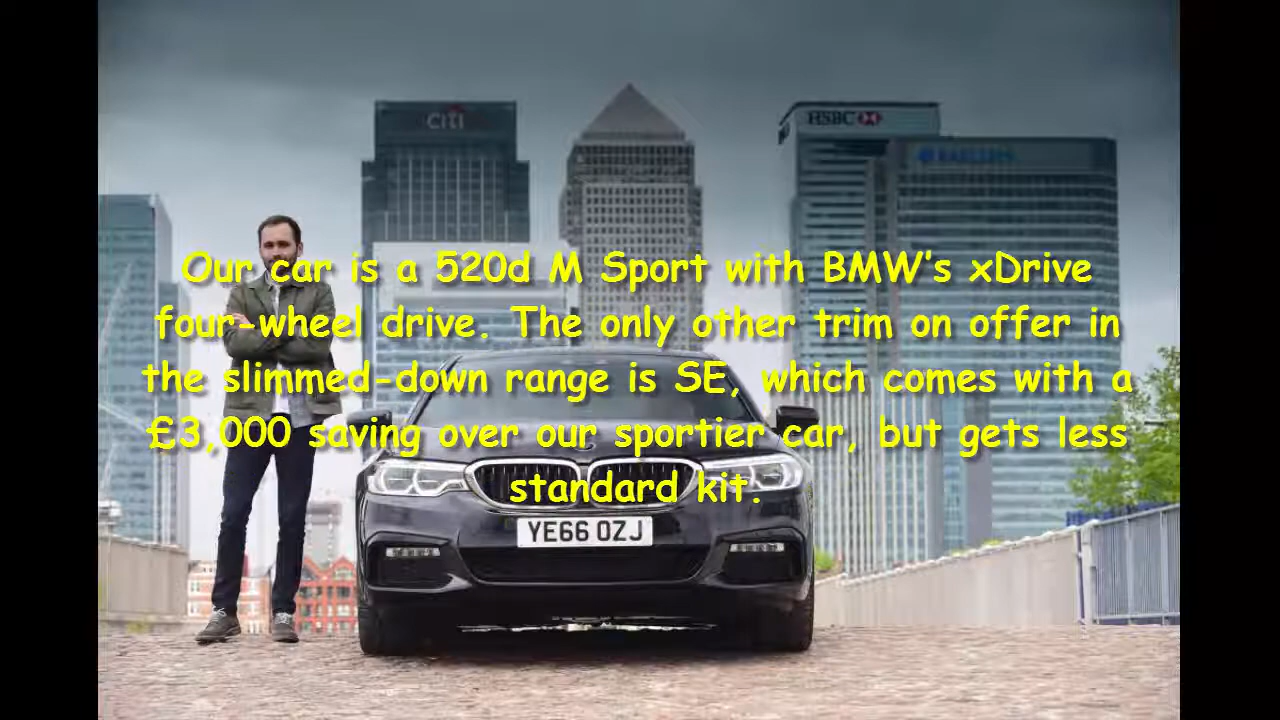 citi
HSBC
BARCLAYS
Our car is a 520d M Sport with BMW's xDrive
four-wheel drive. The only other trim on offer in
the slimmed-down range is SE, which comes with a
£3,000 saving over our sportier car, but gets less
standard kit.
YE66 OZJ